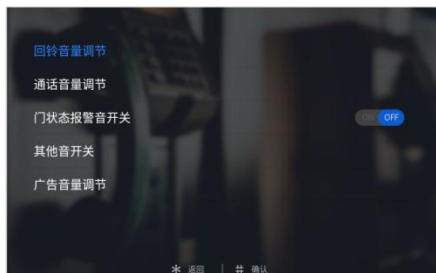 回铃音量调节
通话音量调节
门状态报警音开关
ON OFF
其他音开关
广告音量调节
* 返回 | # 确认